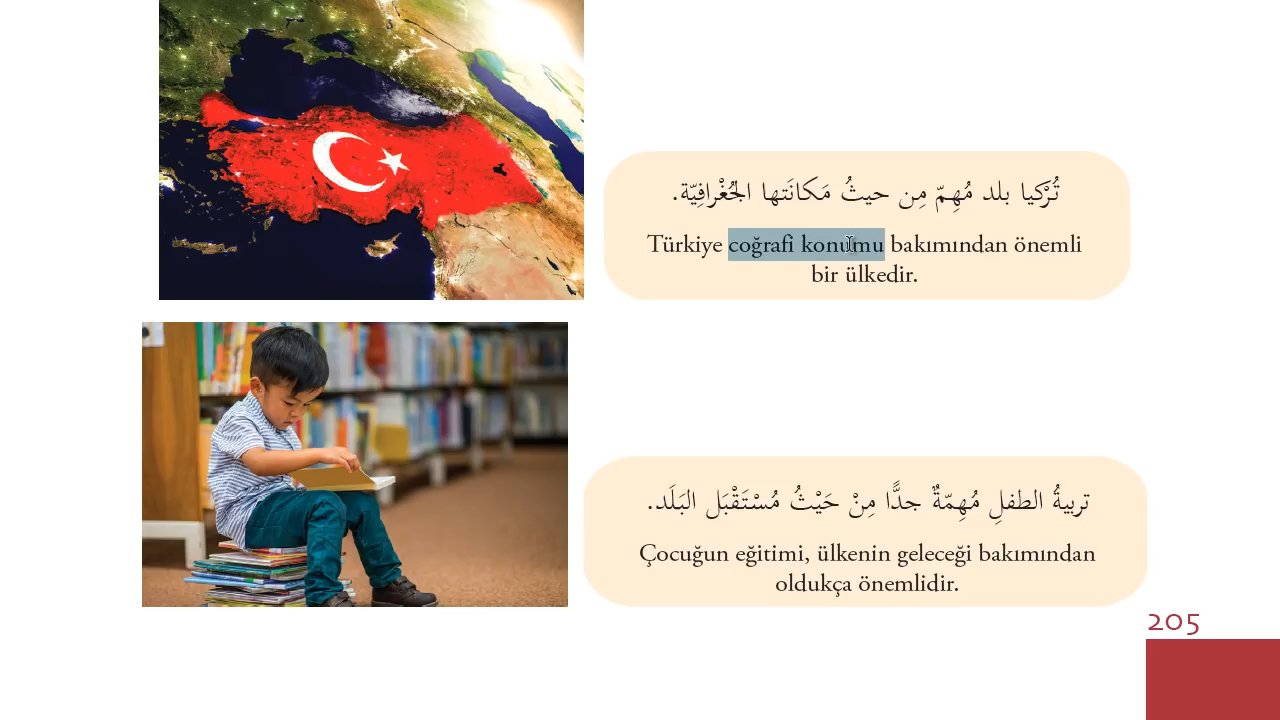 تُرْكيا بلد مُهِمّ مِن حيثُ مَكانَتها الجُغْرافِيّة.
Türkiye coğrafi konumu bakımından önemli
bir ülkedir.
تربيةُ الطفلِ مُهِمّةٌ جدًّا مِنْ حَيْثُ مُسْتَقْبَل البَلَد.
Çocuğun eğitimi, ülkenin geleceği bakımından
oldukça önemlidir.
205